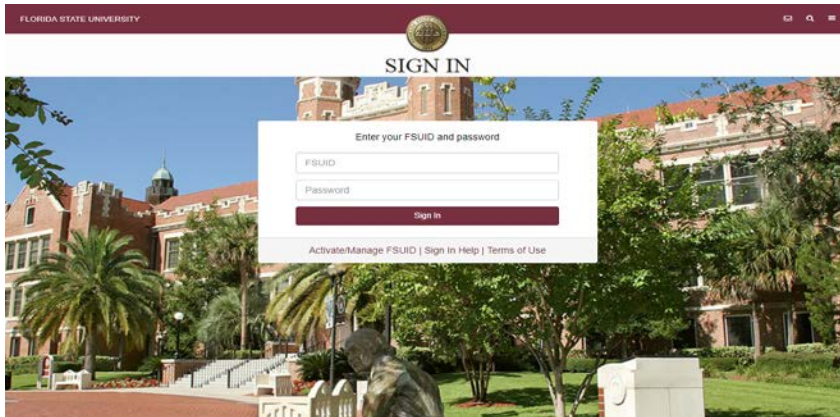 FLORIDA STATE UNIVERSITY
SIGN IN
Enter your FSUID and password
FSUID
Password
Sign In
Activate/Manage FSUID | Sign In Help | Terms of Use